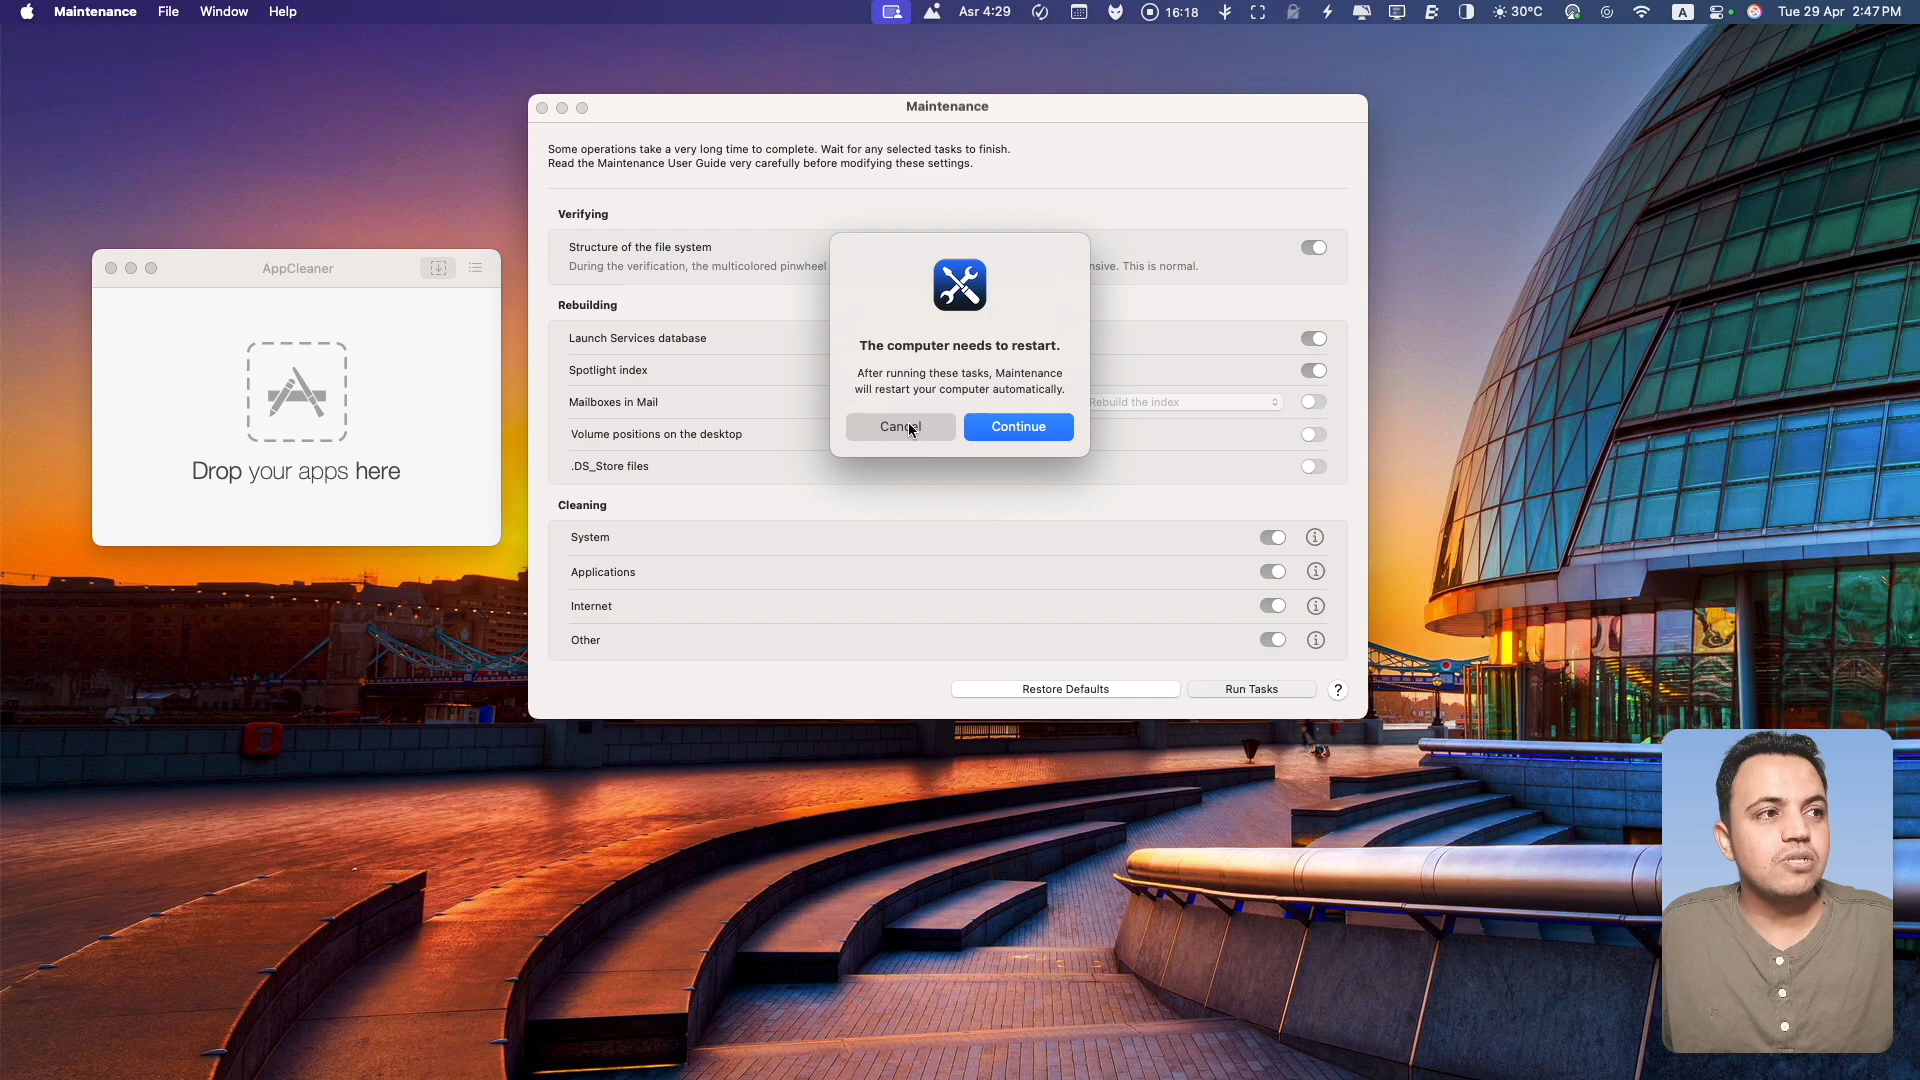 Maintenance File Window Help
Asr 4:29 16:18 30°C A Tue 29 Apr 2:47 PM
Maintenance
Some operations take a very long time to complete. Wait for any selected tasks to finish.
Read the Maintenance User Guide very carefully before modifying these settings.
Verifying
Structure of the file system
During the verification, the multicolored pinwheel nsive. This is normal.
Rebuilding
Launch Services database
Spotlight index
Mailboxes in Mail Rebuild the index
Volume positions on the desktop
.DS_Store files
Cleaning
System
Applications
Internet
Other
Restore Defaults Run Tasks ?
The computer needs to restart.
After running these tasks, Maintenance
will restart your computer automatically.
Cancel Continue
AppCleaner
Drop your apps here